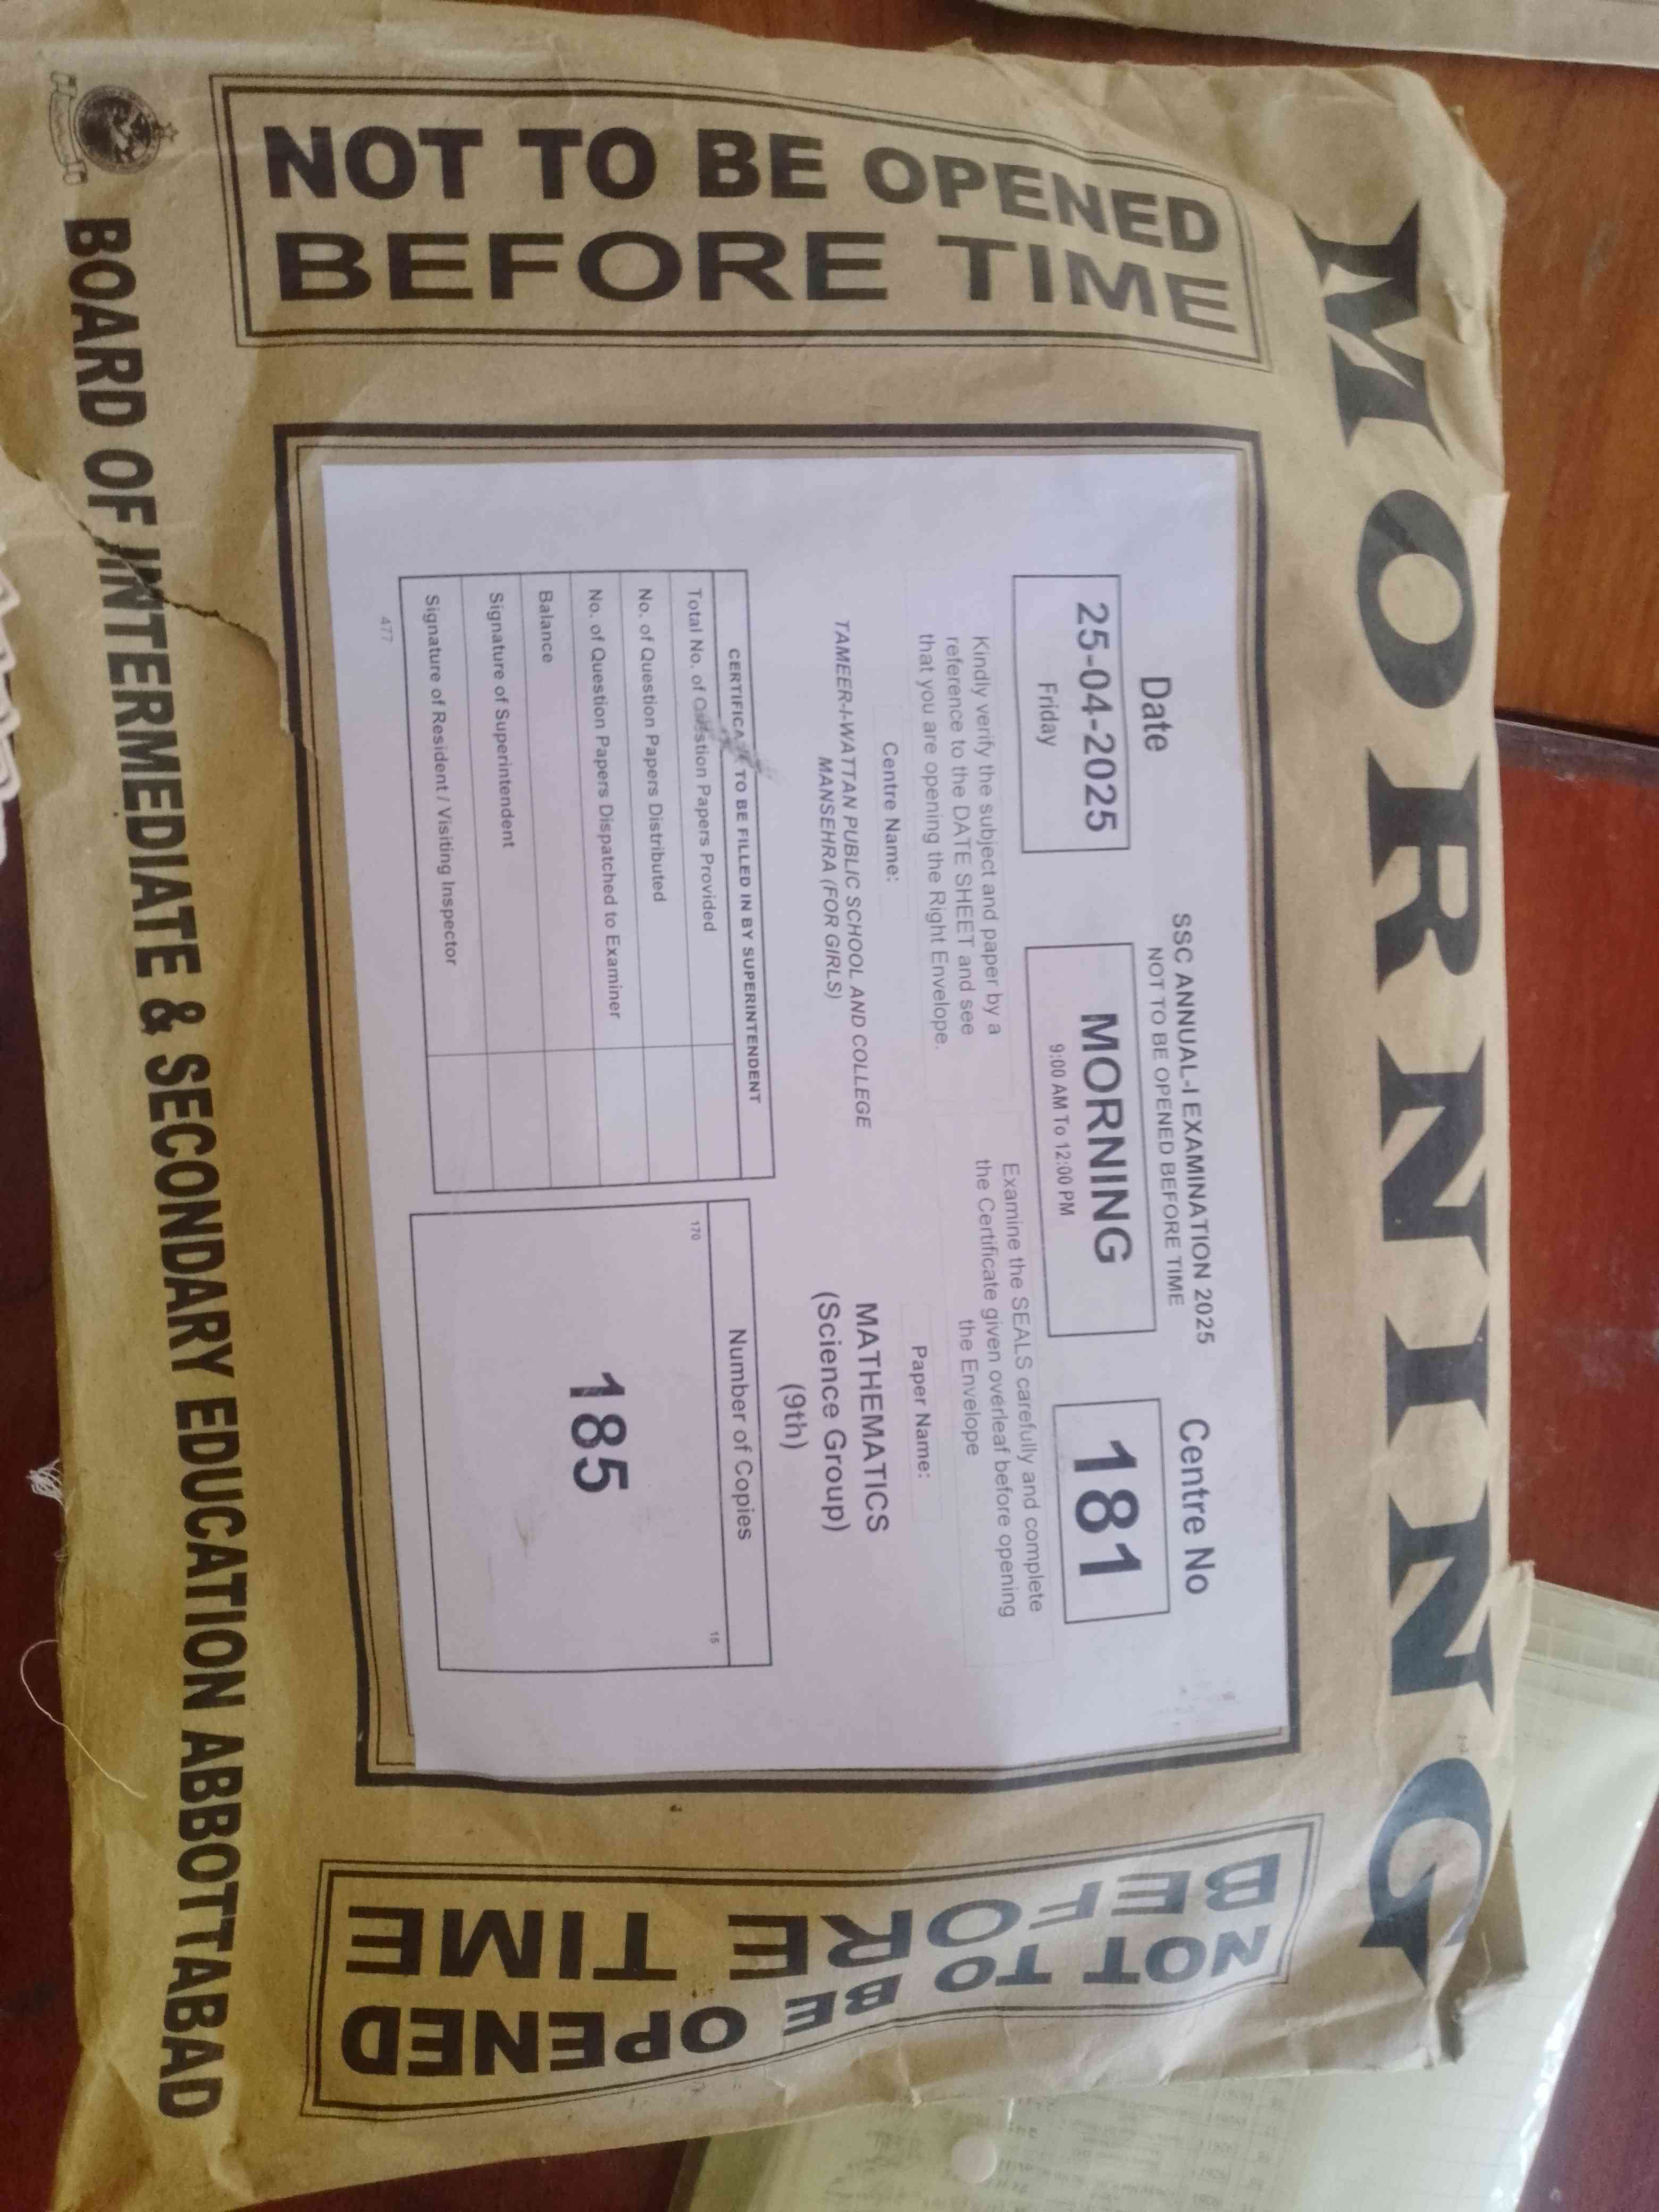 MORNING
NOT TO BE OPENED
BEFORE TIME
Date
SSC ANNUAL-I EXAMINATION 2025
NOT TO BE OPENED BEFORE TIME
Centre No
25-04-2025
Friday
MORNING
9:00 AM To 12:00 PM
181
Kindly verify the subject and paper by a
reference to the DATE SHEET and see
that you are opening the Right Envelope.
Examine the SEALS carefully and complete
the Certificate given overleaf before opening
the Envelope
Centre Name:
TAMEER-I-WATTAN PUBLIC SCHOOL AND COLLEGE
MANSEHRA (FOR GIRLS)
Paper Name:
MATHEMATICS
(Science Group)
(9th)
CERTIFICATE TO BE FILLED IN BY SUPERINTENDENT
Total No. of Question Papers Provided
No. of Question Papers Distributed
No. of Question Papers Dispatched to Examiner
Balance
Signature of Superintendent
Signature of Resident / Visiting Inspector
477
Number of Copies
170
15
185
NOT TO BE OPENED
BEFORE TIME
BOARD OF INTERMEDIATE & SECONDARY EDUCATION ABBOTTABAD